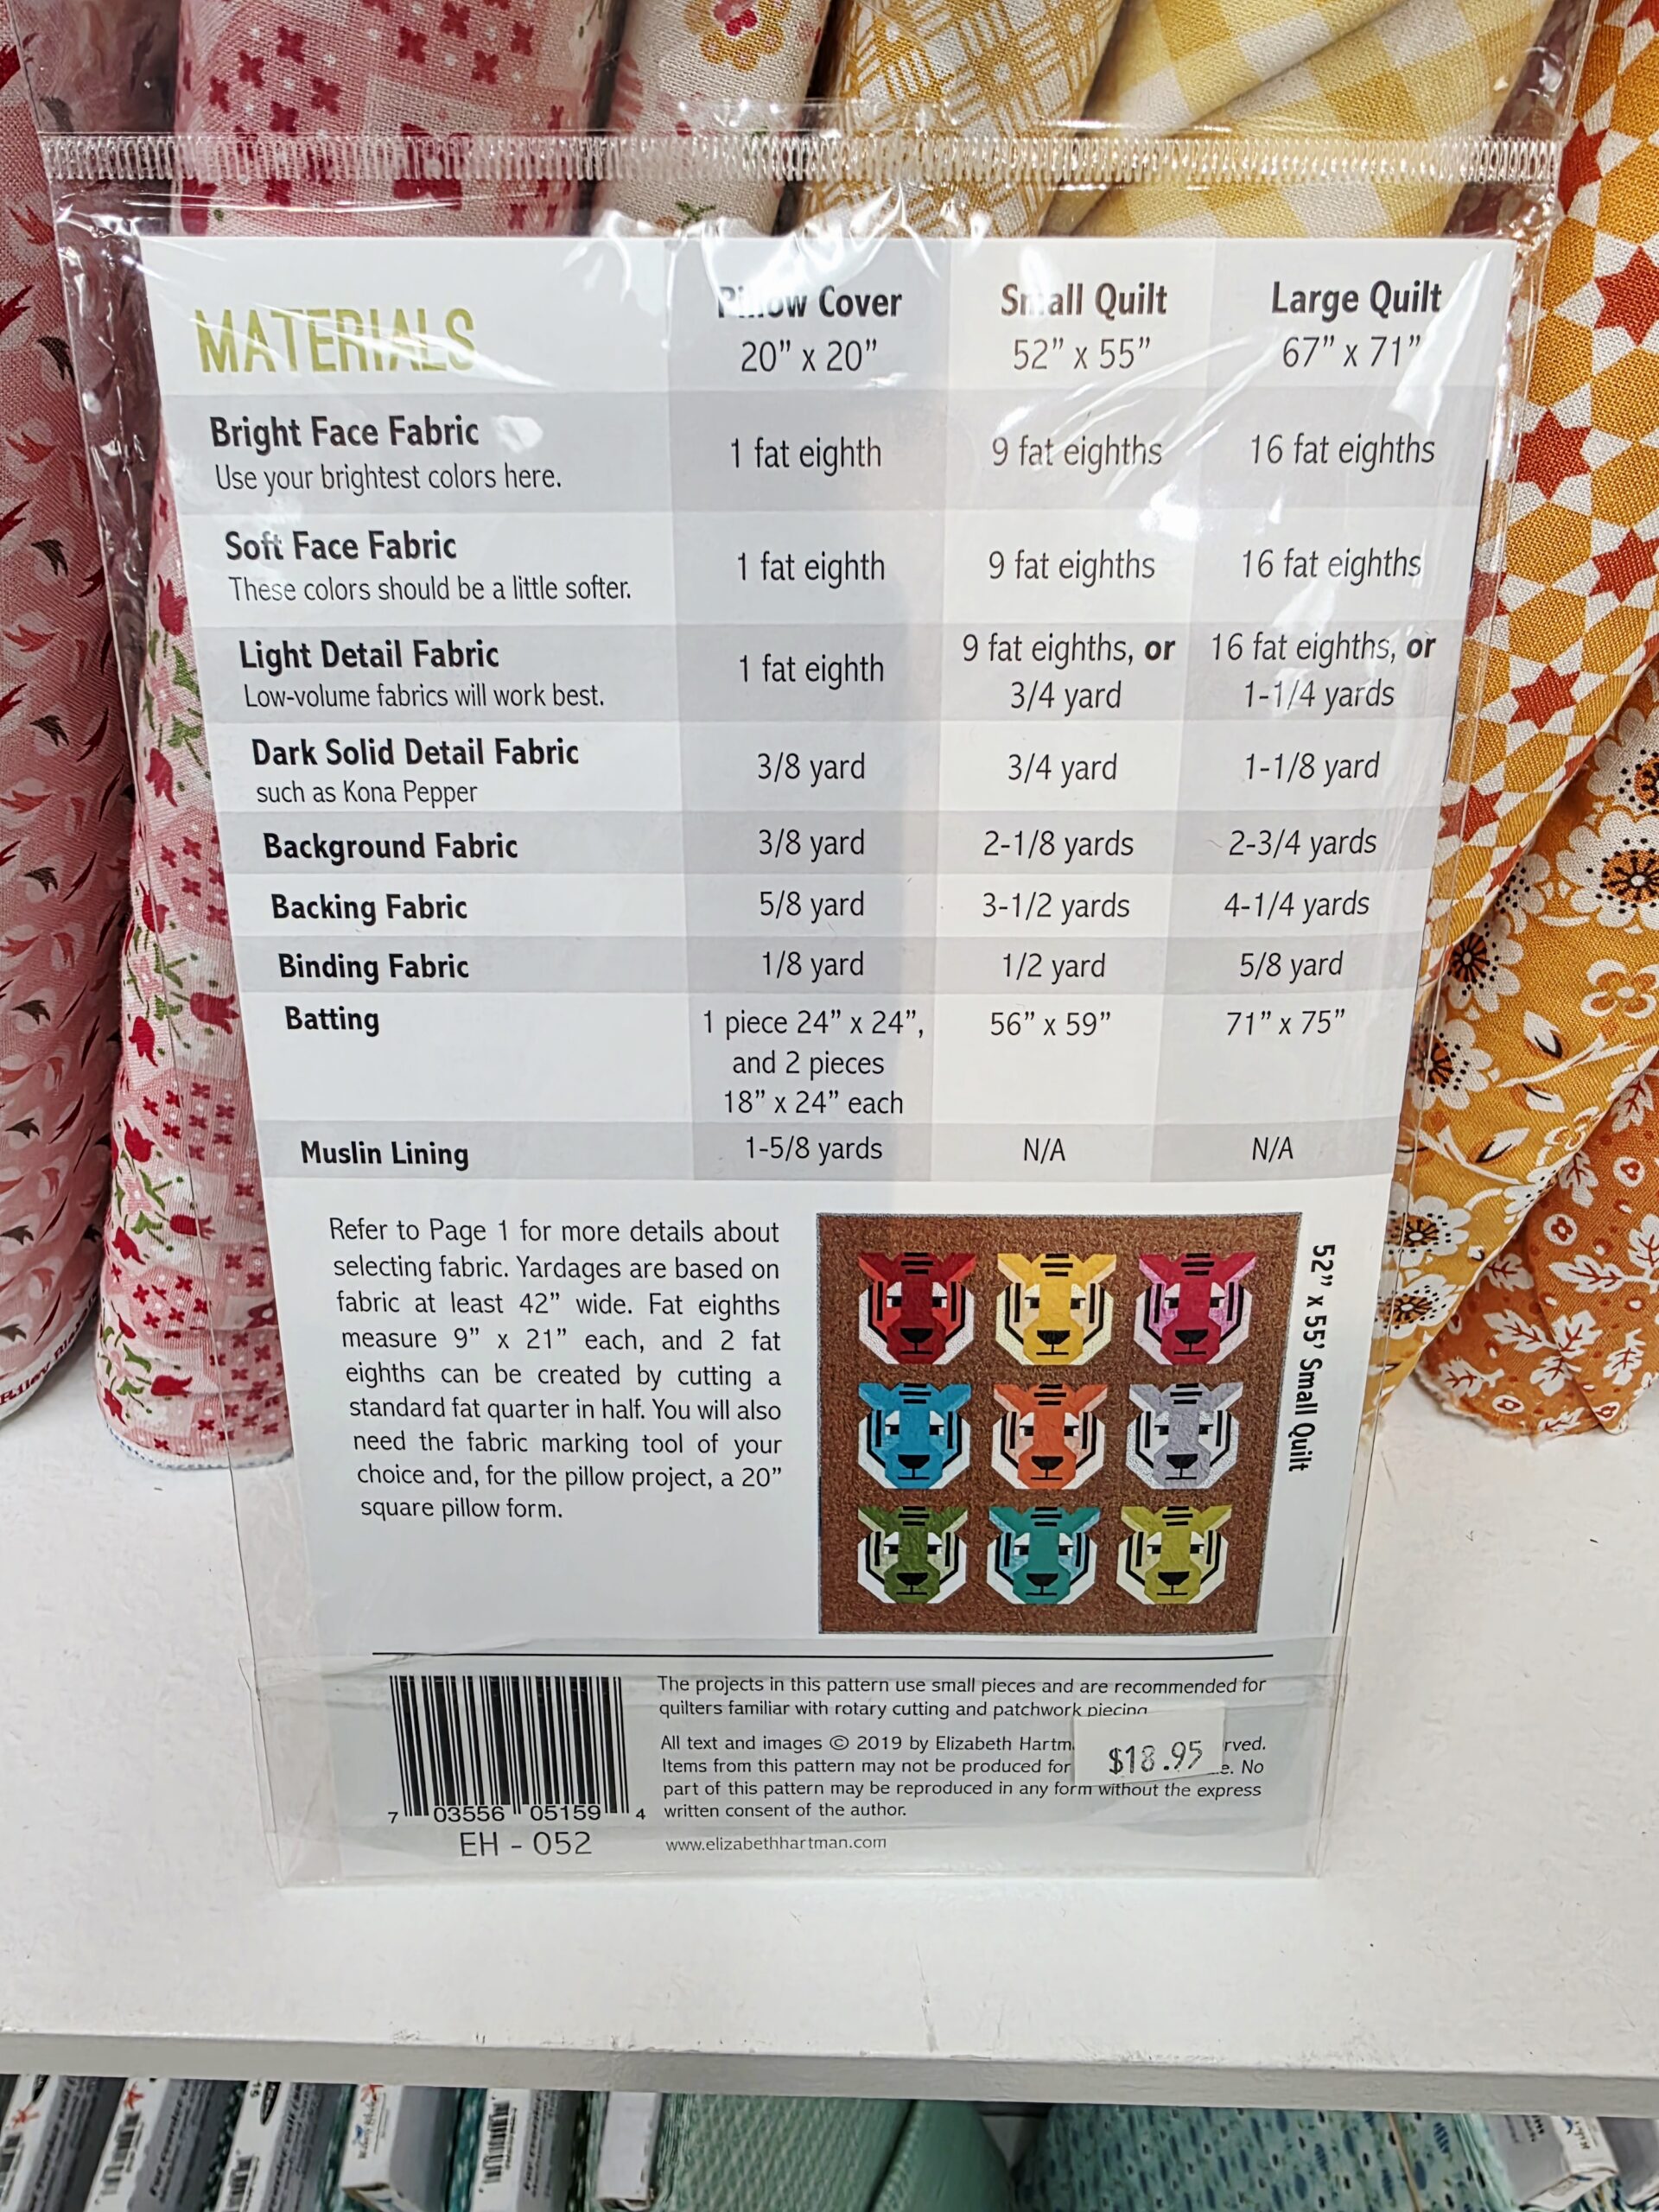 MATERIALS
Pillow Cover
20” x 20”
Small Quilt
52” x 55”
Large Quilt
67” x 71”
Bright Face Fabric
Use your brightest colors here.
1 fat eighth
9 fat eighths
16 fat eighths
Soft Face Fabric
These colors should be a little softer.
1 fat eighth
9 fat eighths
16 fat eighths
Light Detail Fabric
Low-volume fabrics will work best.
1 fat eighth
9 fat eighths, or
3/4 yard
16 fat eighths, or
1-1/4 yards
Dark Solid Detail Fabric
such as Kona Pepper
3/8 yard
3/4 yard
1-1/8 yard
Background Fabric
3/8 yard
2-1/8 yards
2-3/4 yards
Backing Fabric
5/8 yard
3-1/2 yards
4-1/4 yards
Binding Fabric
1/8 yard
1/2 yard
5/8 yard
Batting
1 piece 24” x 24”,
and 2 pieces
18” x 24” each
56” x 59”
71” x 75”
Muslin Lining
1-5/8 yards
N/A
N/A
Refer to Page 1 for more details about
selecting fabric. Yardages are based on
fabric at least 42” wide. Fat eighths
measure 9” x 21” each, and 2 fat
eighths can be created by cutting a
standard fat quarter in half. You will also
need the fabric marking tool of your
choice and, for the pillow project, a 20”
square pillow form.
52” x 55’ Small Quilt
The projects in this pattern use small pieces and are recommended for
quilters familiar with rotary cutting and patchwork piecing
All text and images © 2019 by Elizabeth Hartm
rved.
Items from this pattern may not be produced for
e. No
part of this pattern may be reproduced in any form without the express
written consent of the author.
www.elizabethhartman.com
$18.95
7 03556 05159 4
EH - 052
Riley